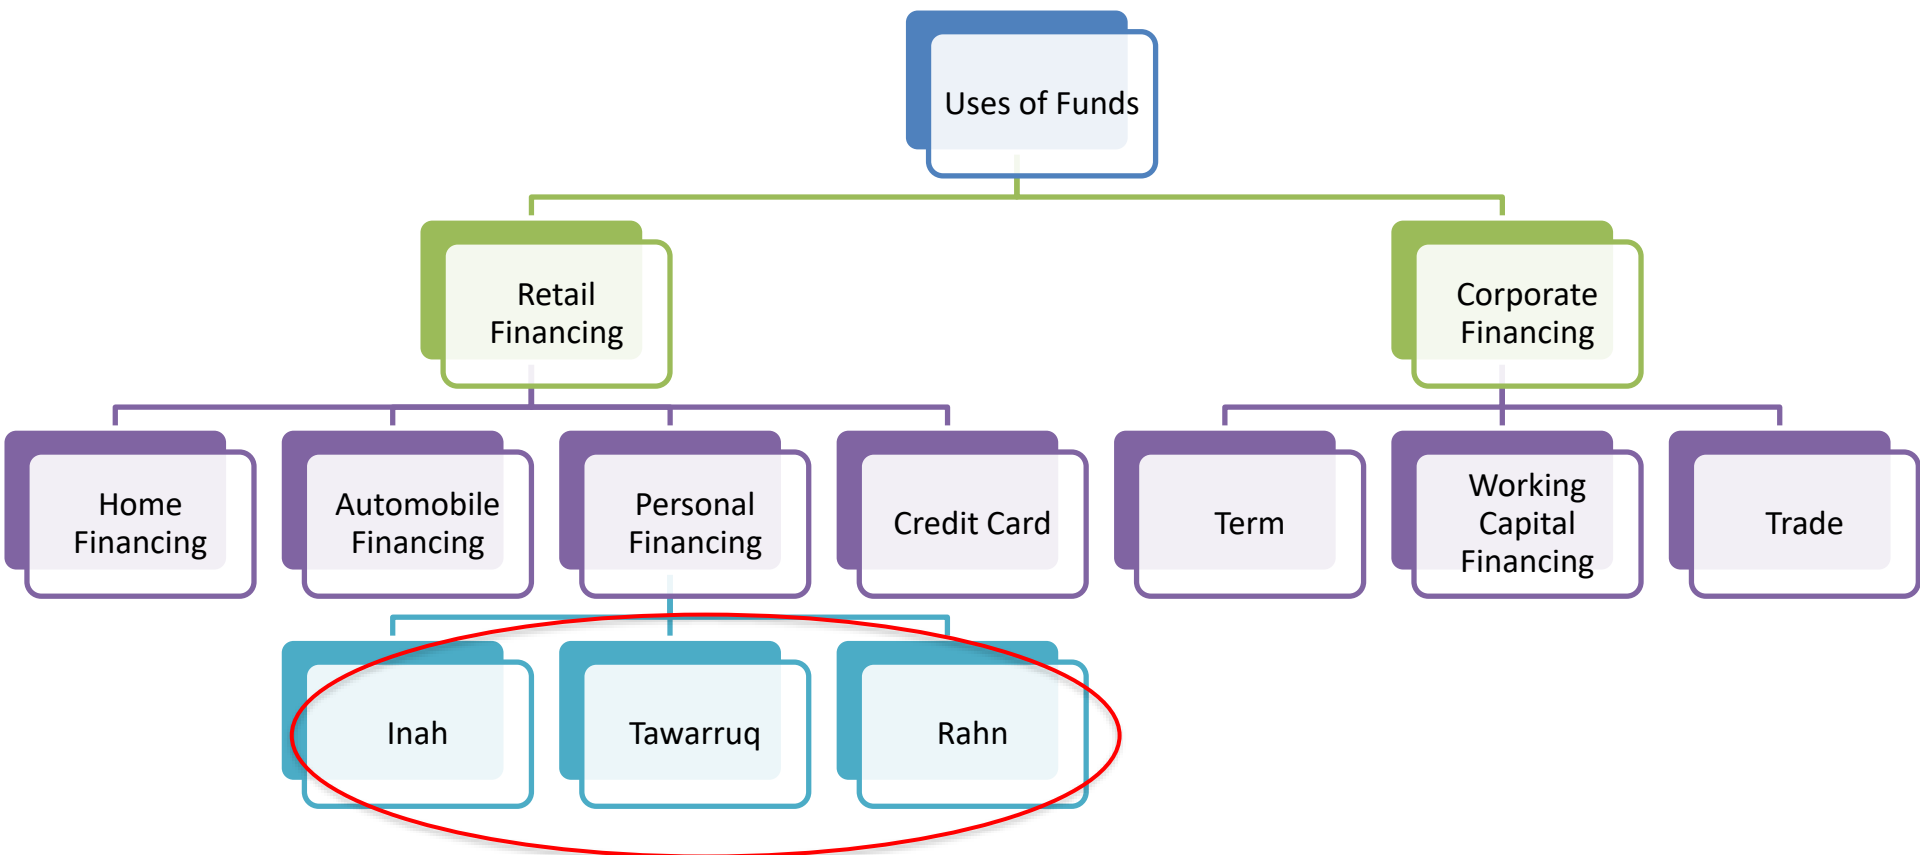 Uses of Funds
Retail
Financing
Corporate
Financing
Home
Financing
Automobile
Financing
Personal
Financing
Credit Card
Term
Working
Capital
Financing
Trade
Inah
Tawarruq
Rahn